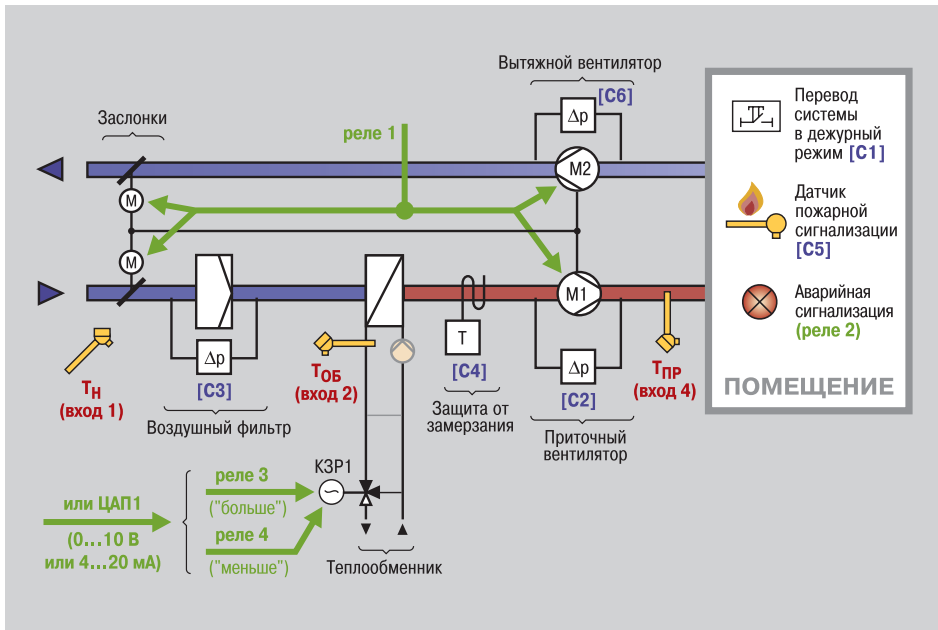 Вытяжной вентилятор
[С6]
Δp
Заслонки
реле 1
М2
М
М
М1
Δp
[С3]
Воздушный фильтр
TН
(вход 1)
TОБ
(вход 2)
Т
[С4]
Защита от
замерзания
Δp
[С2]
Приточный
вентилятор
TПР
(вход 4)
Перевод
системы
в дежурный
режим [С1]
Датчик
пожарной
сигнализации
[С5]
Аварийная
сигнализация
(реле 2)
ПОМЕЩЕНИЕ
КЗР1
реле 3
("больше")
реле 4
("меньше")
или ЦАП1
(0...10 В
или 4...20 мА)
Теплообменник